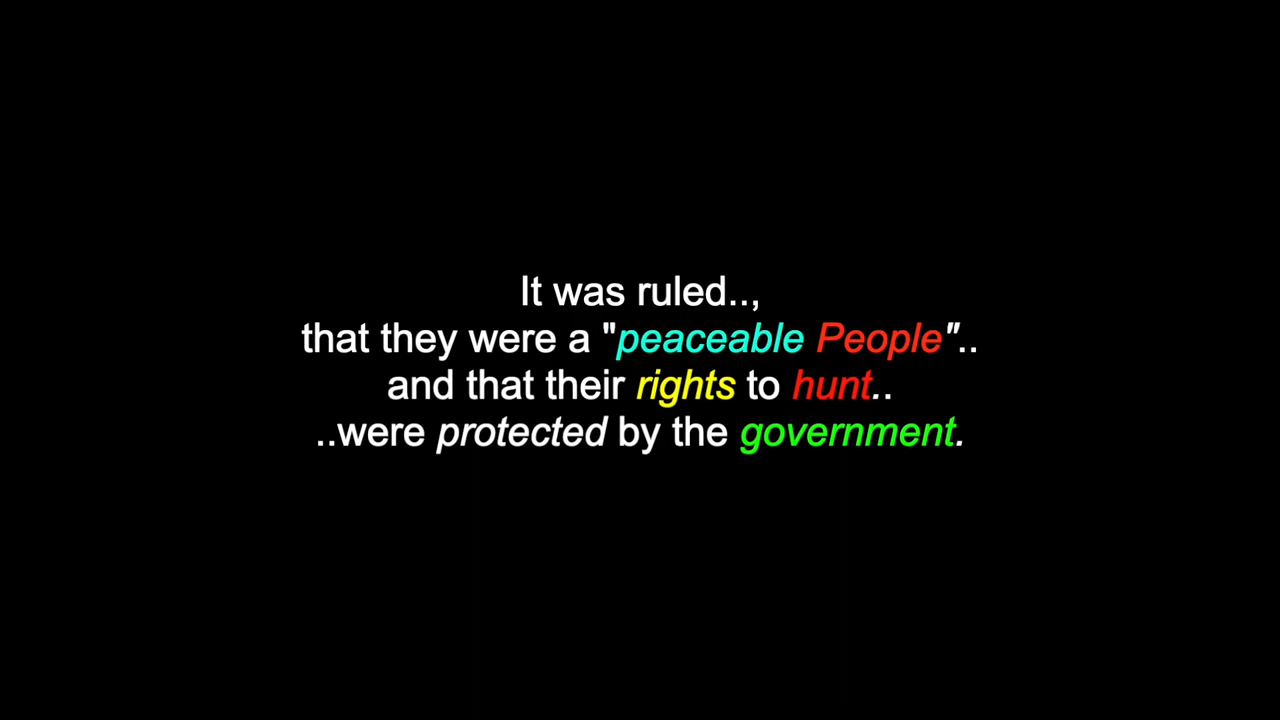 It was ruled..,
that they were a "peaceable People"..
and that their rights to hunt..
..were protected by the government.